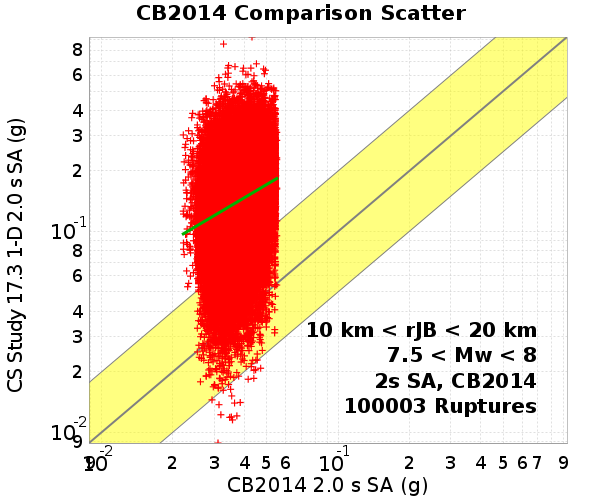 CB2014 Comparison Scatter
CS Study 17.3 1-D 2.0 s SA (g)
8
6
4
3
2
10-1
8
6
4
3
2
10-2
9
10 km < rJB < 20 km
7.5 < Mw < 8
2s SA, CB2014
100003 Ruptures
9 10-2 2 3 4 5 6 10-1 2 3 4 5 6 7 9
CB2014 2.0 s SA (g)